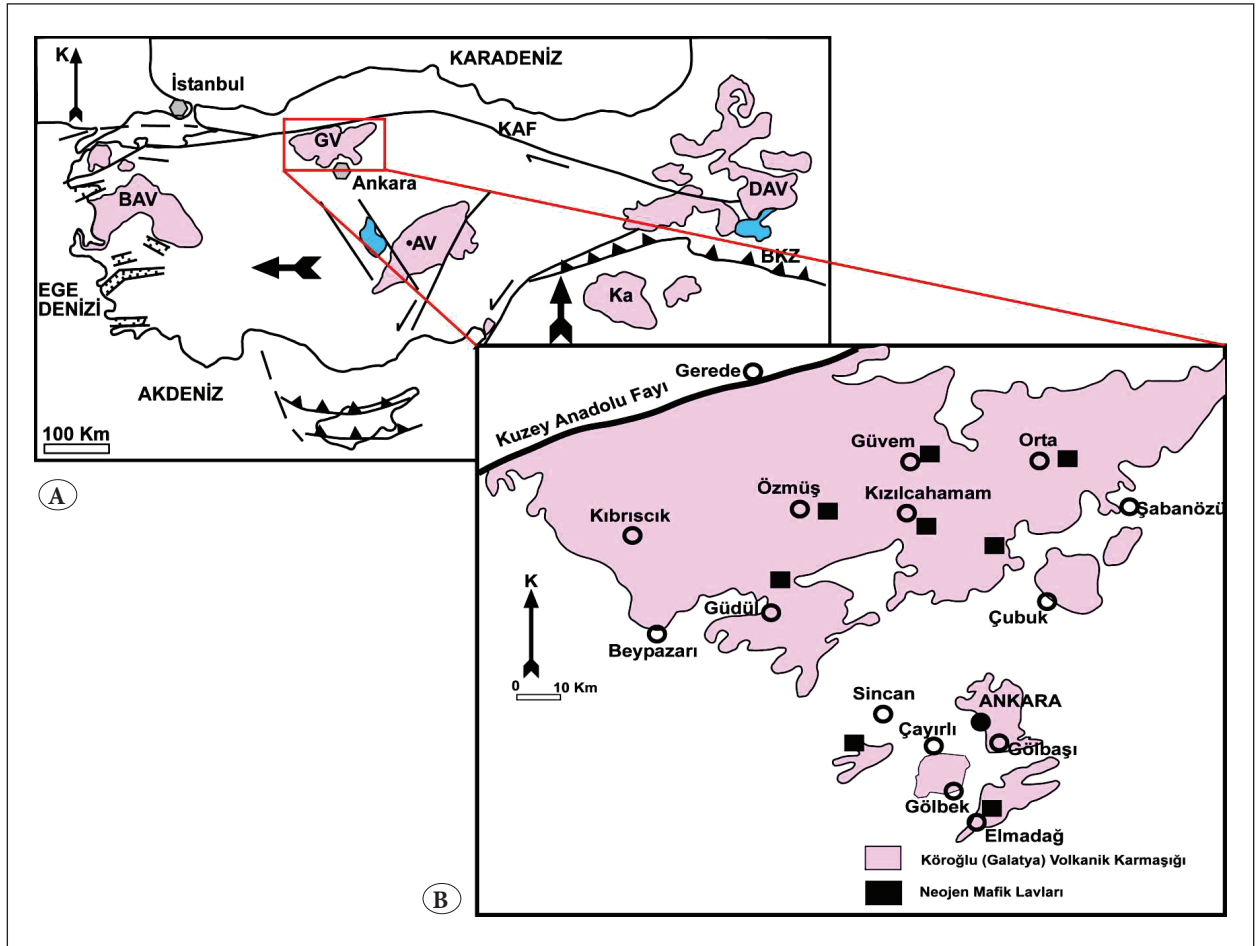 K
KARADENİZ
İstanbul
GV
KAF
Ankara
DAV
BAV
AV
BKZ
EGE
DENİZİ
Ka
AKDENİZ
100 Km
A
Gerede
Kuzey Anadolu Fayı
Güvem
Orta
Özmüş
Kızılcahamam
Şabanözü
Kıbrıscık
K
Güdül
Çubuk
Beypazarı
0 10 Km
Sincan
ANKARA
Çayırlı
Gölbaşı
Gölbek
Elmadağ
Köroğlu (Galatya) Volkanik Karmaşığı
Neojen Mafik Lavları
B